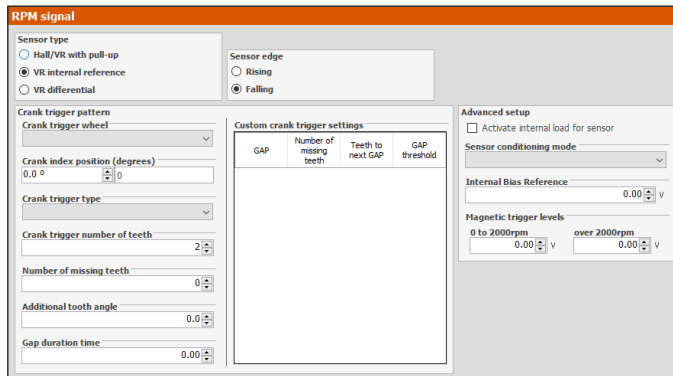 RPM signal
Sensor type
Hall/VR with pull-up
VR internal reference
VR differential
Sensor edge
Rising
Falling
Crank trigger pattern
Crank trigger wheel
Crank index position (degrees)
0.0 º
0
Crank trigger type
Crank trigger number of teeth
2
Number of missing teeth
0
Additional tooth angle
0.0
Gap duration time
0.00
Custom crank trigger settings
GAP
Number of
missing
teeth
Teeth to
next GAP
GAP
threshold
Advanced setup
Activate internal load for sensor
Sensor conditioning mode
Internal Bias Reference
0.00 V
Magnetic trigger levels
0 to 2000rpm
0.00 V
over 2000rpm
0.00 V